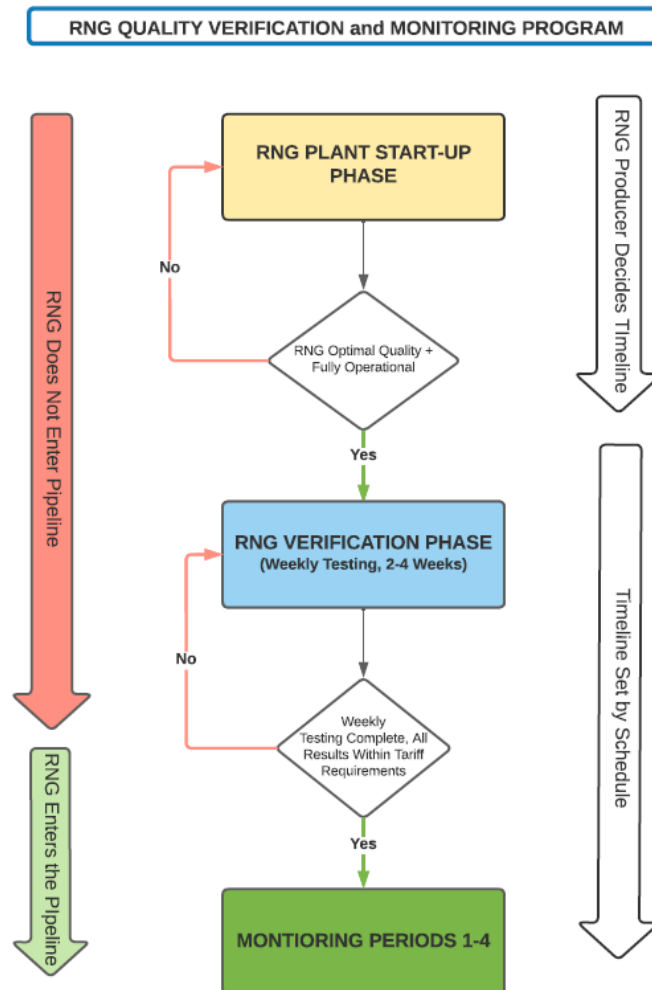 RNG QUALITY VERIFICATION and MONITORING PROGRAM
RNG PLANT START-UP
PHASE
No
RNG Optimal Quality +
Fully Operational
Yes
RNG VERIFICATION PHASE
(Weekly Testing, 2-4 Weeks)
No
Weekly
Testing Complete, All
Results Within Tariff
Requirements
Yes
MONTIORING PERIODS 1-4
RNG Does Not Enter Pipeline
RNG Enters the PIpeline
RNG Producer Decides TImeline
Timeline Set by Schedule